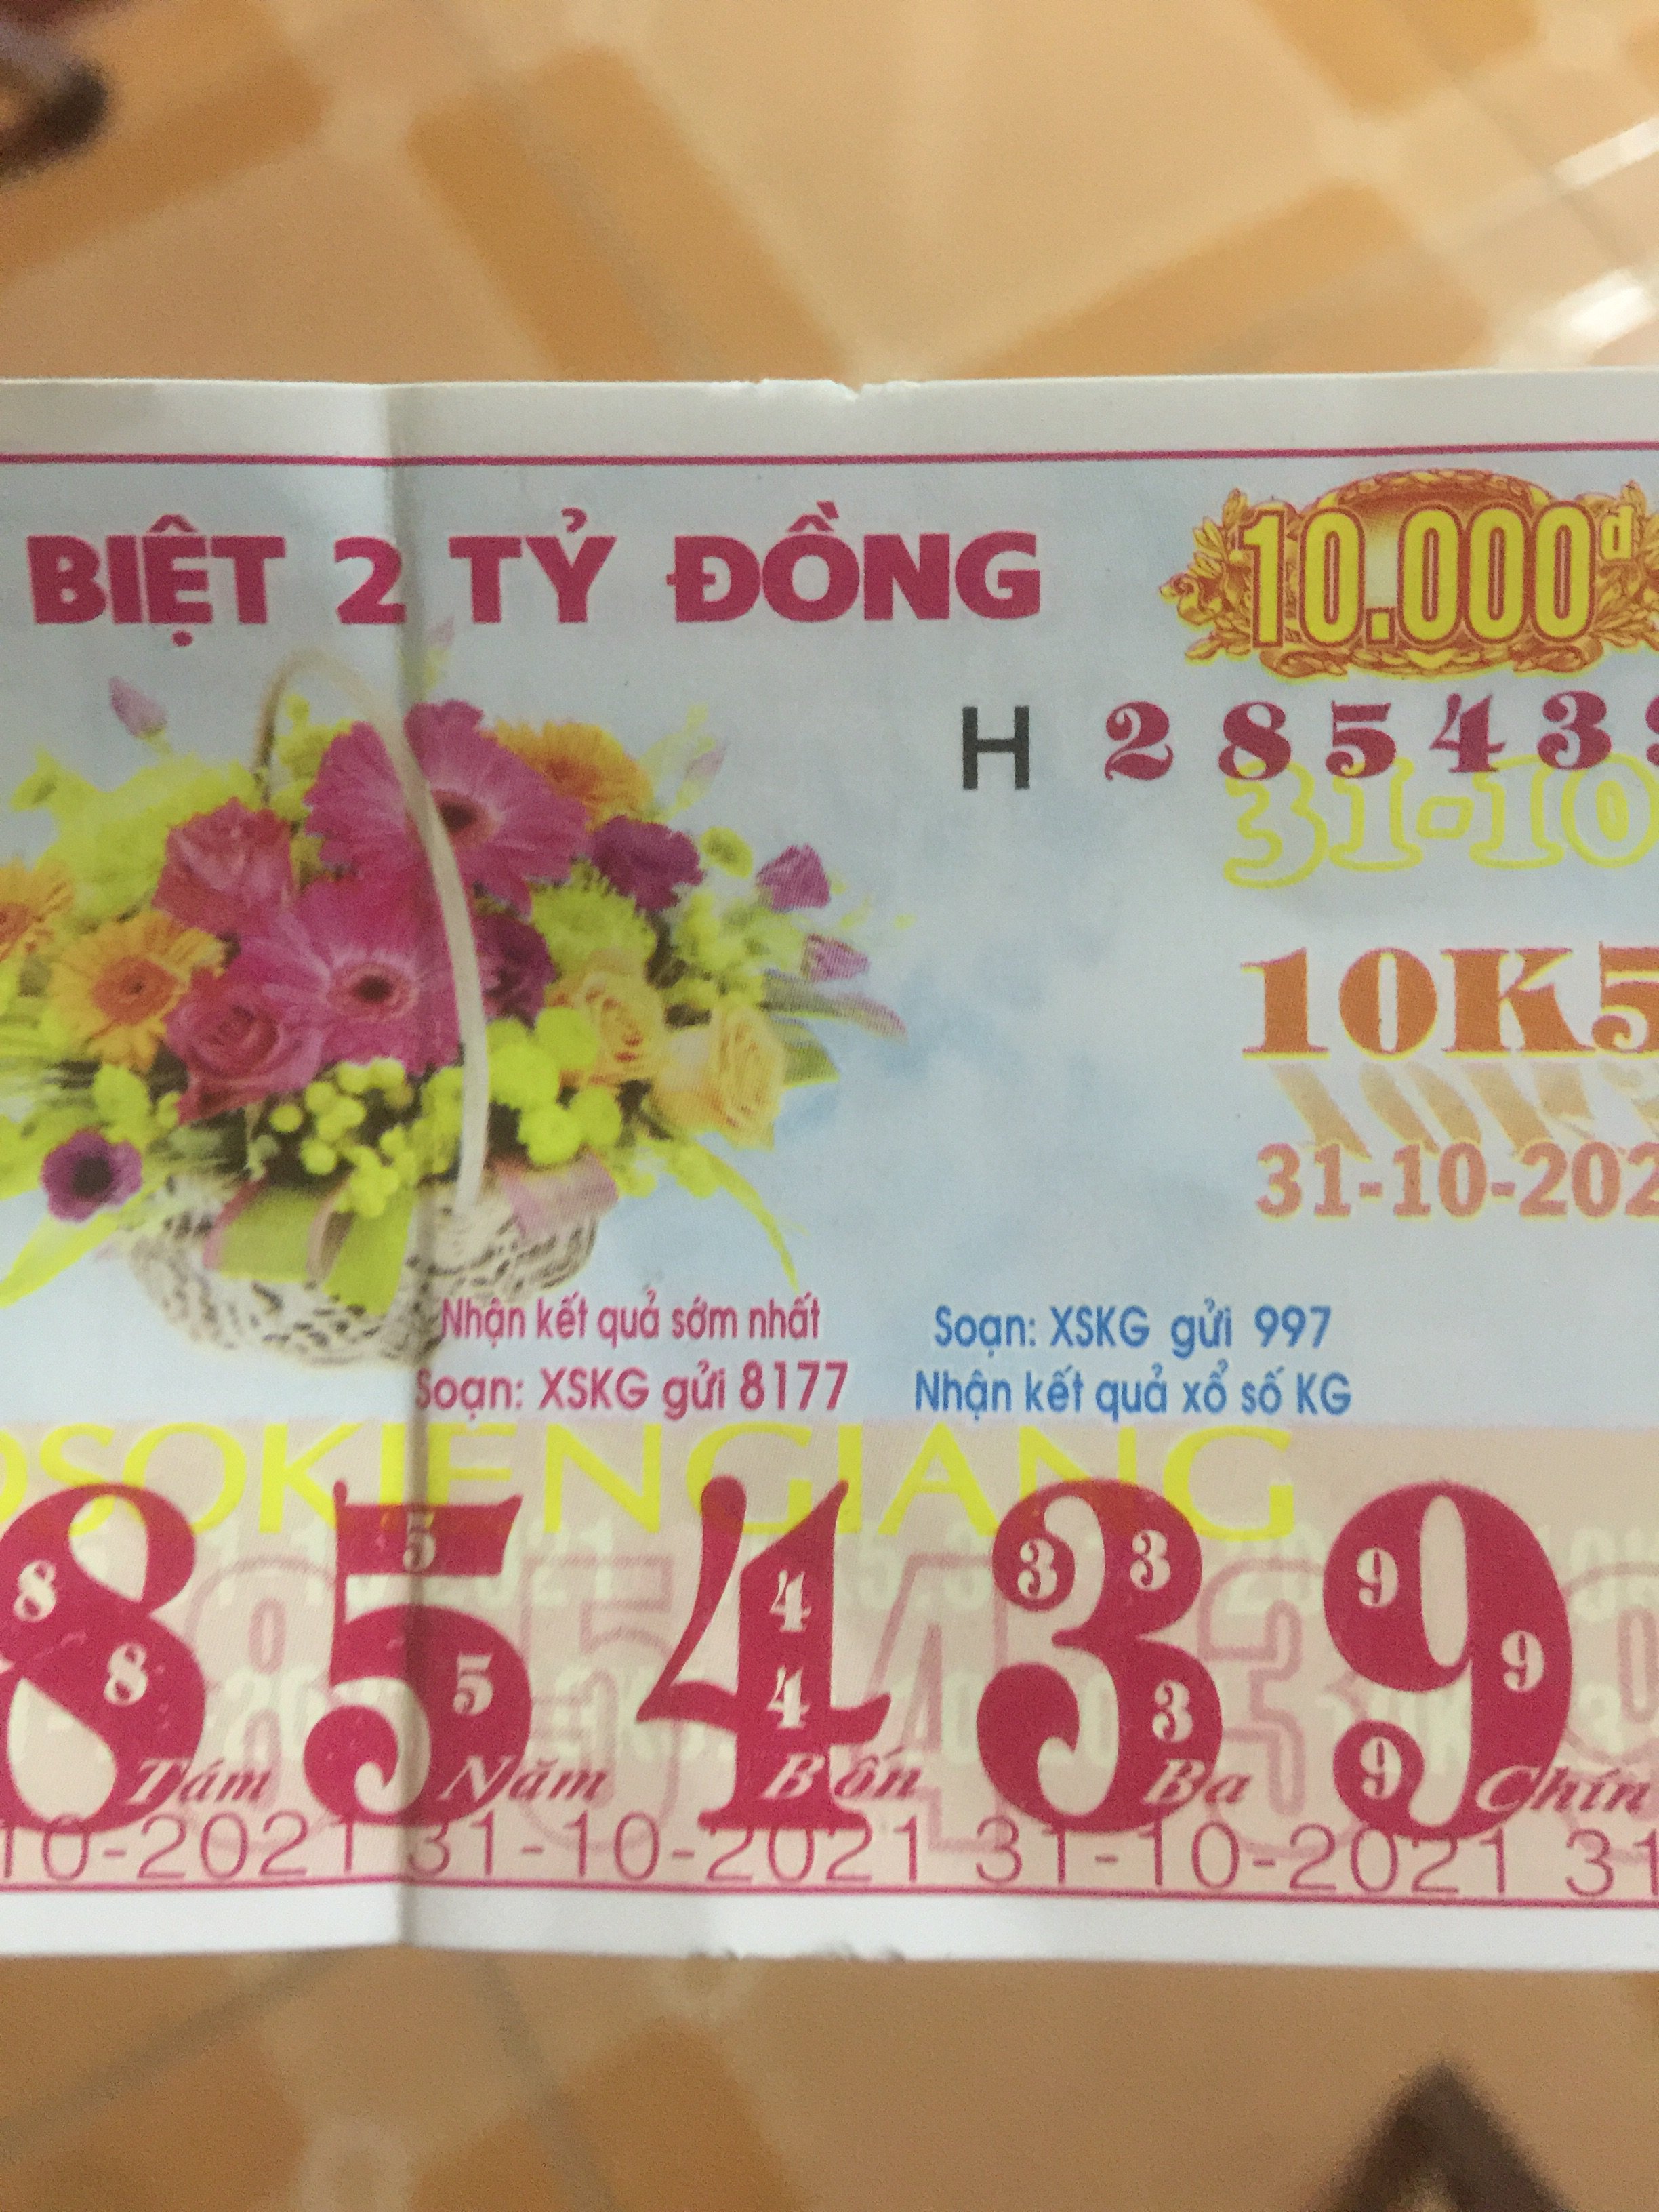 BIỆT 2 TỶ ĐỒNG
10.000đ
H 285439
31-10
10K5
10K5
31-10-202
Nhận kết quả sớm nhất
Soạn: XSKG gửi 8177
Soạn: XSKG gửi 997
Nhận kết quả xổ số KG
OSOKIENGIANG
85439
Tám Năm Bốn Ba Chín
10-2021 31-10-2021 31-10-2021 31